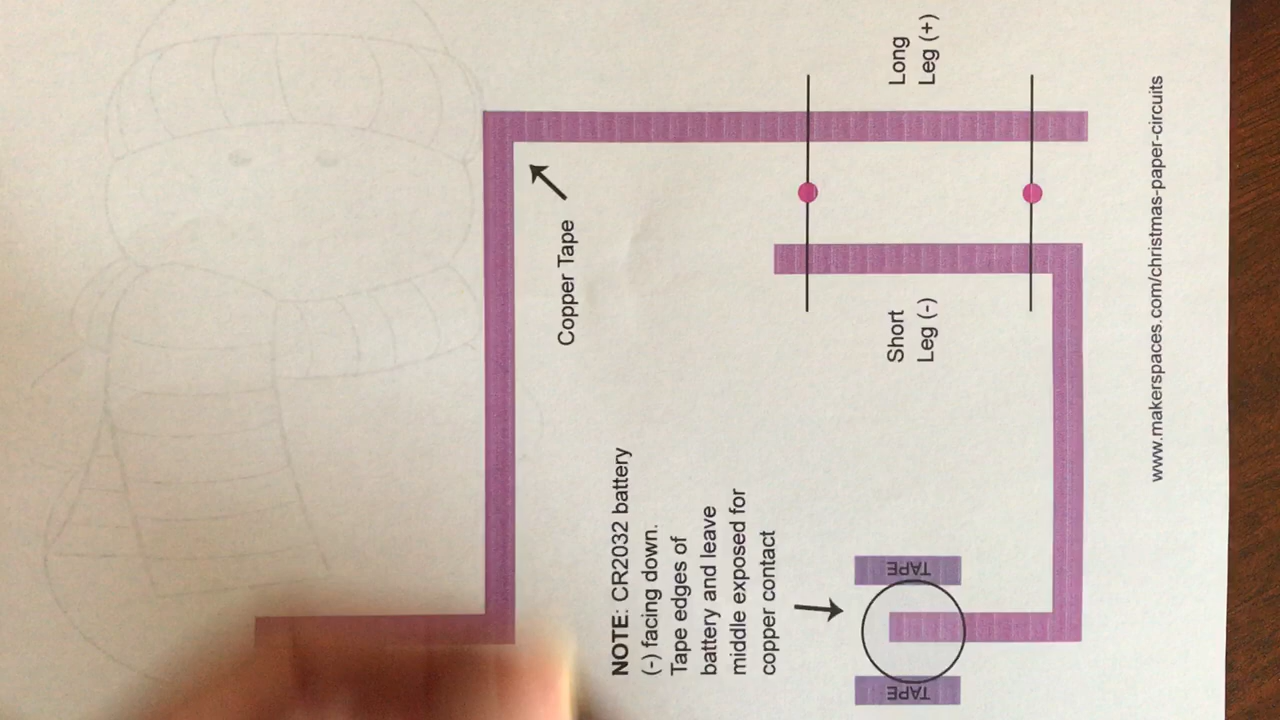 Copper Tape
Long
Leg (+)
Short
Leg (-)
NOTE: CR2032 battery
(-) facing down.
Tape edges of
battery and leave
middle exposed for
copper contact
TAPE
TAPE
www.makerspaces.com/christmas-paper-circuits